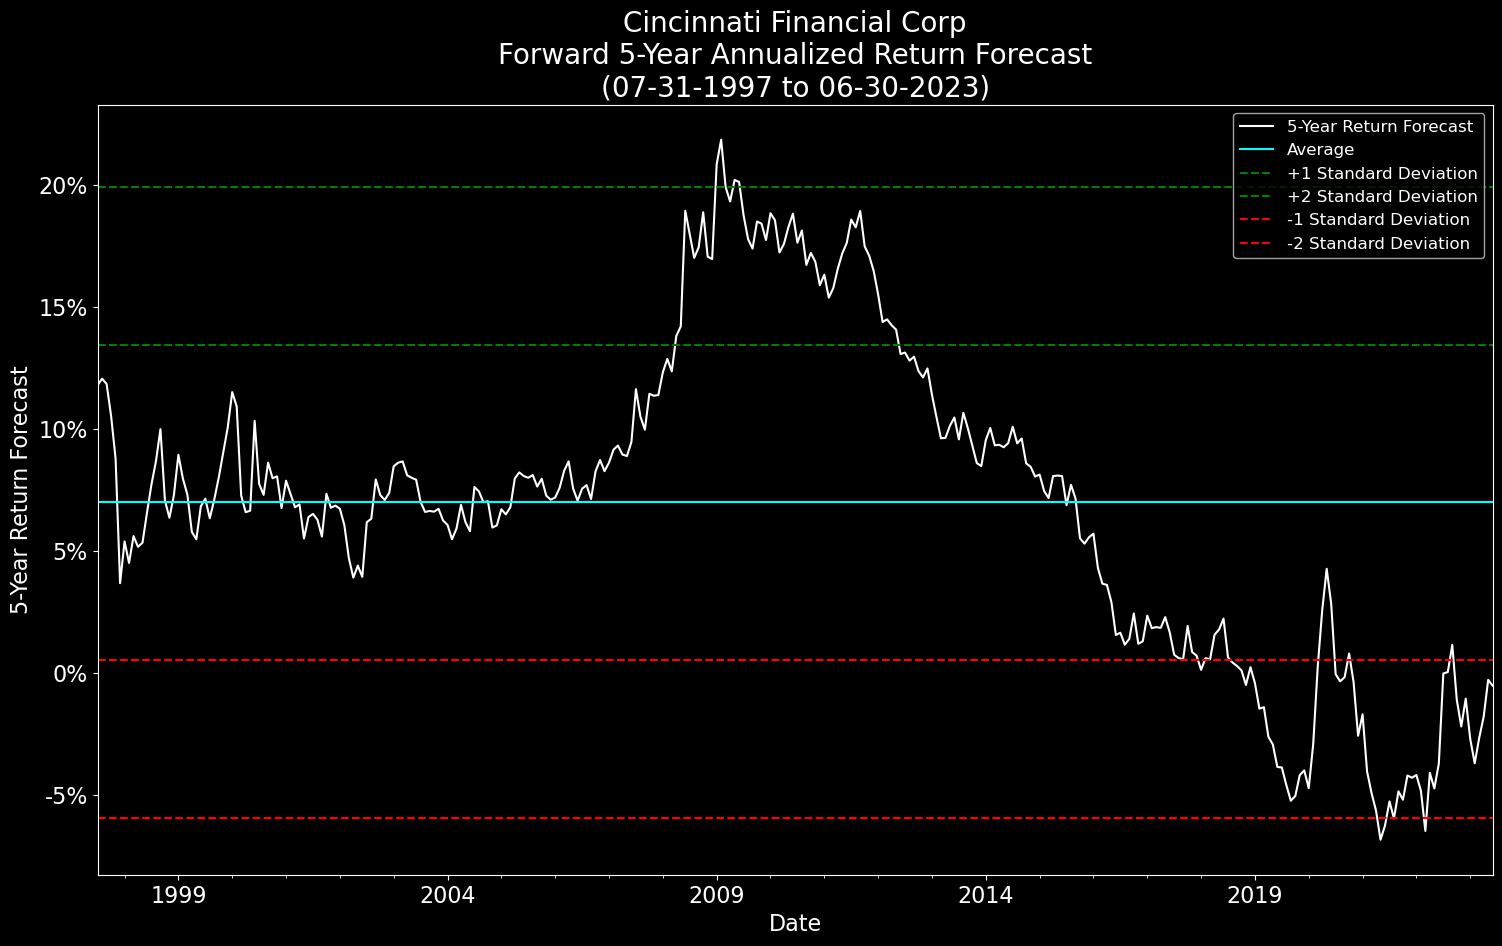 Cincinnati Financial Corp
Forward 5-Year Annualized Return Forecast
(07-31-1997 to 06-30-2023)
5-Year Return Forecast
Average
+1 Standard Deviation
+2 Standard Deviation
-1 Standard Deviation
-2 Standard Deviation
20%
15%
10%
5%
0%
-5%
5-Year Return Forecast
1999 2004 2009 2014 2019
Date